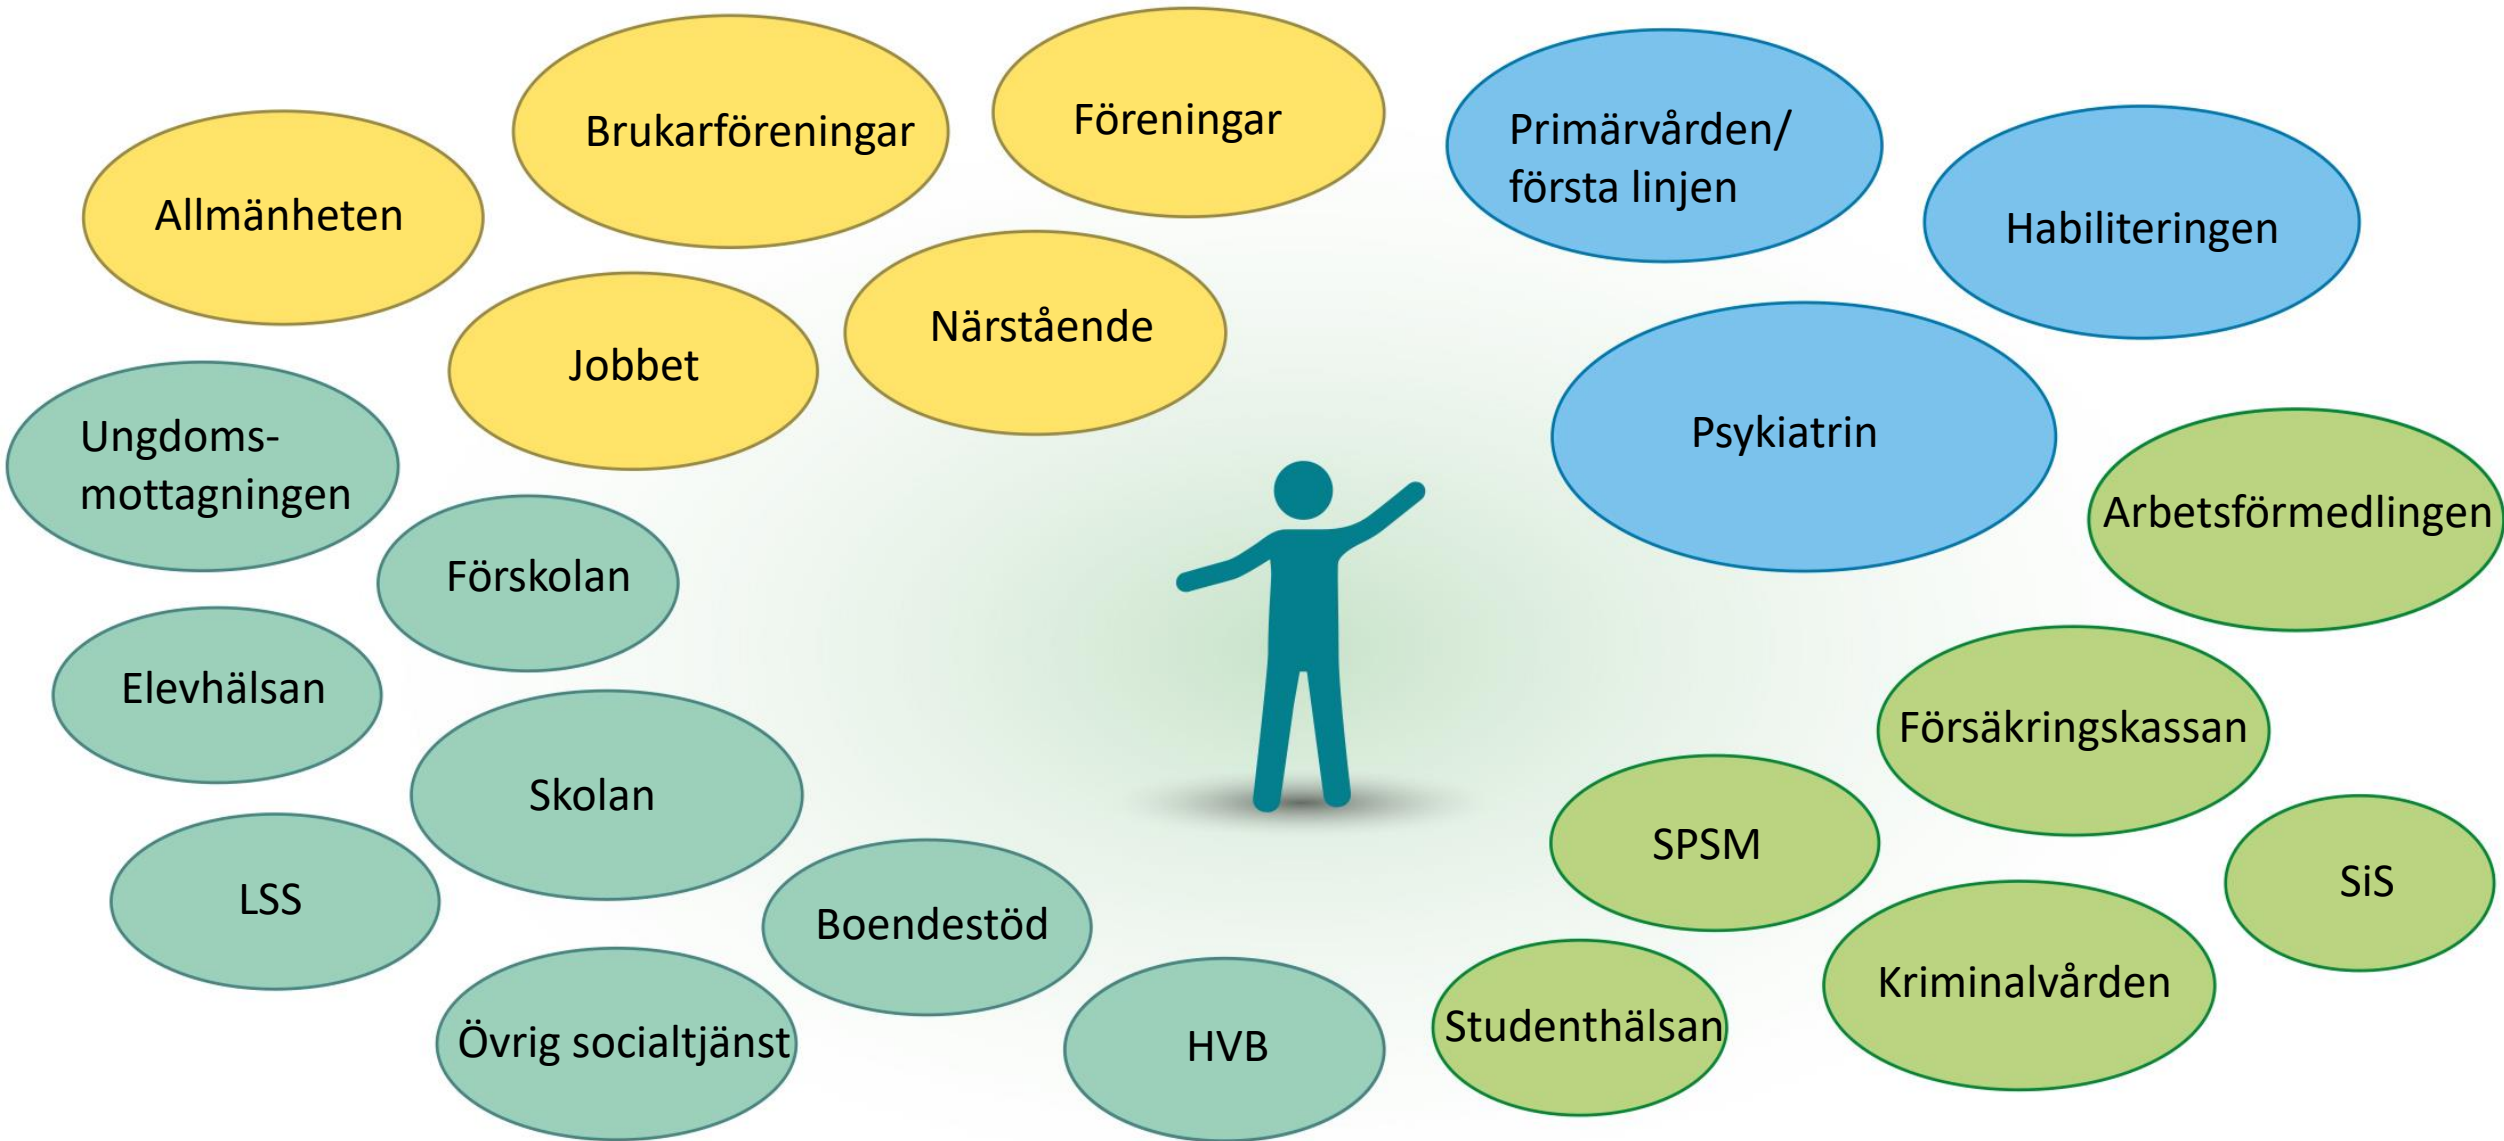 Allmänheten
Brukarföreningar
Föreningar
Jobbet
Närstående
Primärvården/
första linjen
Habiliteringen
Psykiatrin
Ungdoms-
mottagningen
Förskolan
Elevhälsan
Skolan
LSS
Boendestöd
Övrig socialtjänst
HVB
Arbetsförmedlingen
Försäkringskassan
SPSM
SiS
Kriminalvården
Studenthälsan